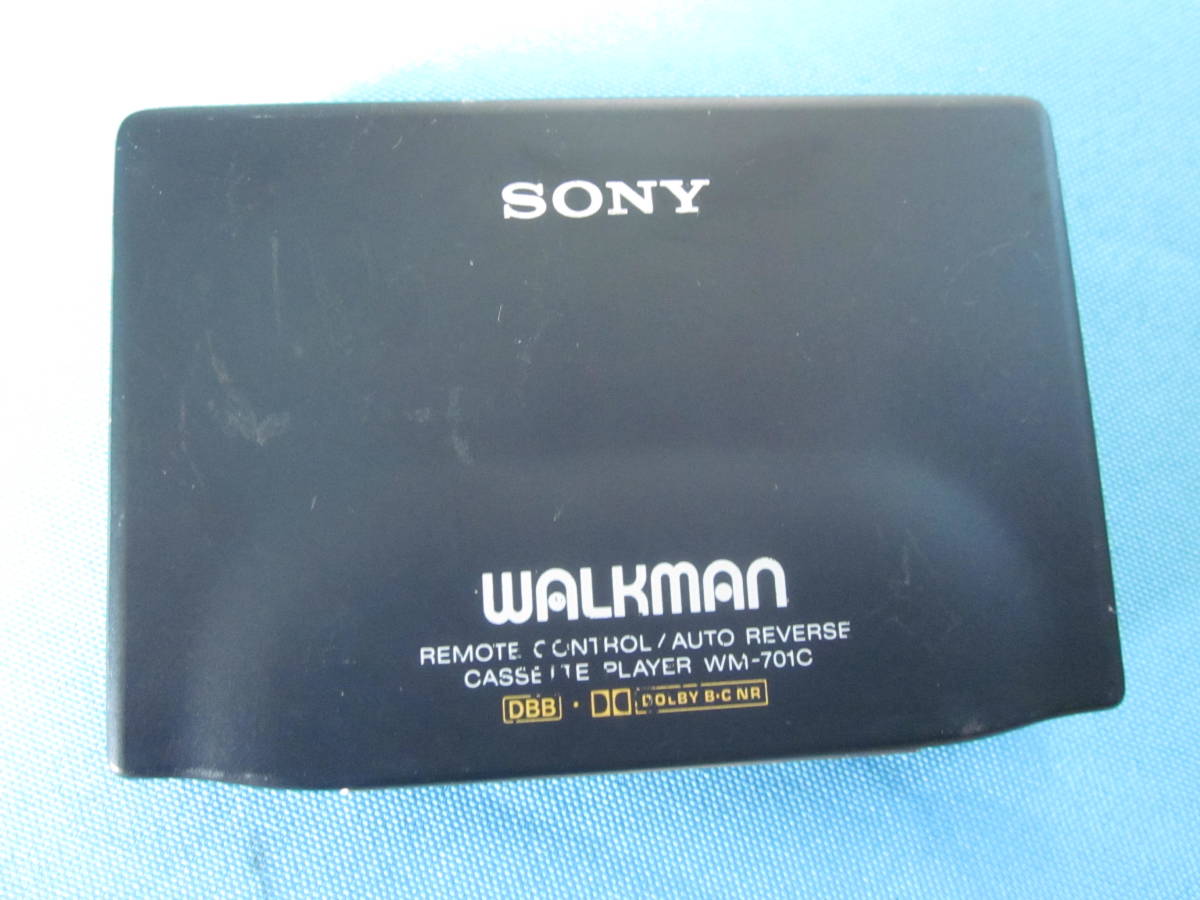 SONY
WALKMAN
REMOTE CONTROL / AUTO REVERSE
CASSETTE PLAYER WM-701C
DBB · DOLBY B·C NR